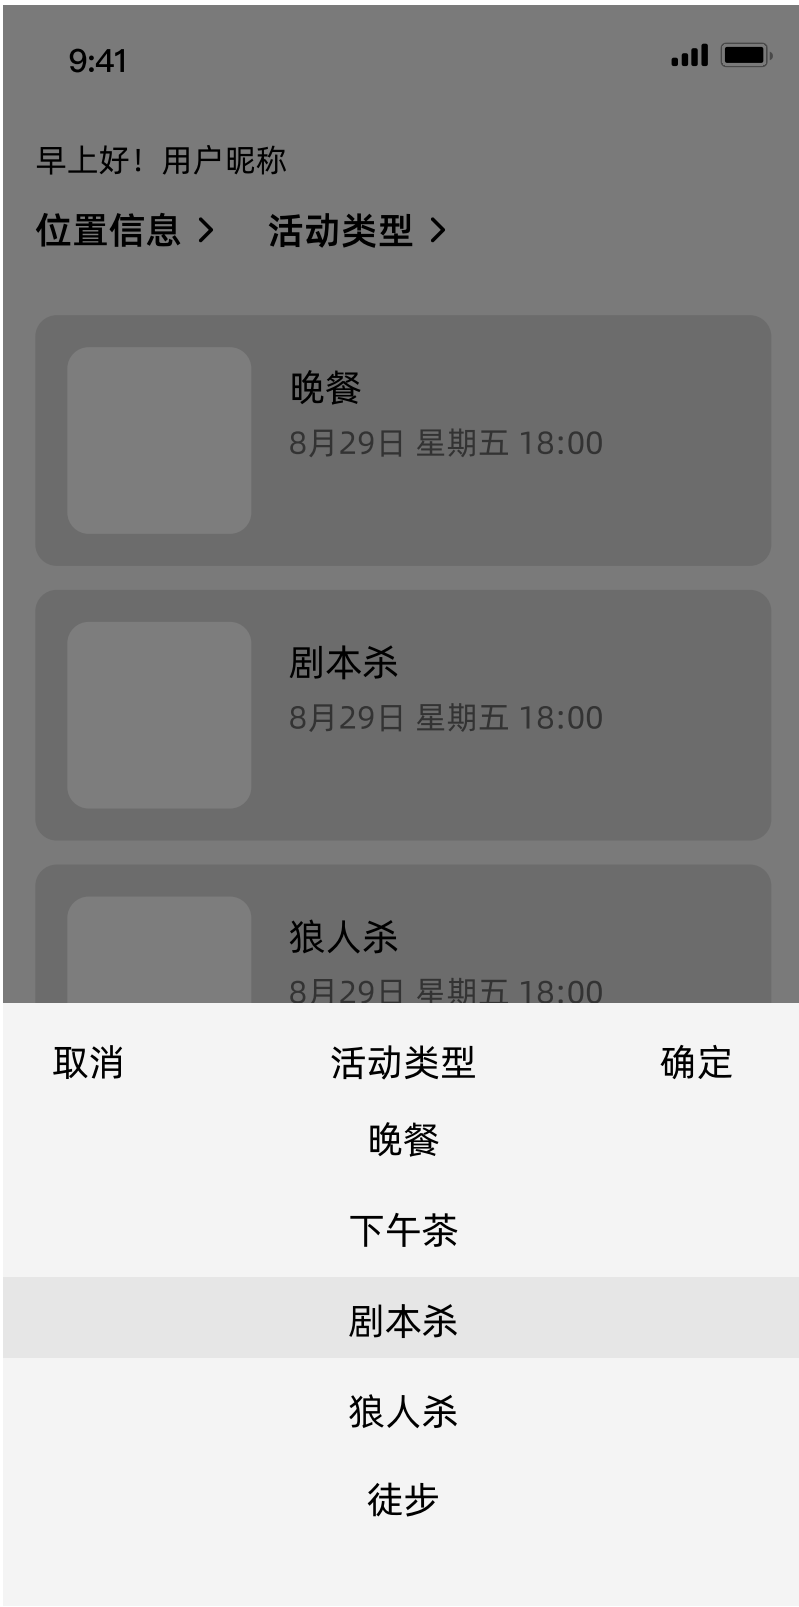 9:41
早上好！用户昵称
位置信息 活动类型
晚餐
8月29日 星期五 18:00
剧本杀
8月29日 星期五 18:00
狼人杀
8月29日 星期五 18:00
取消 活动类型 确定
晚餐
下午茶
剧本杀
狼人杀
徒步